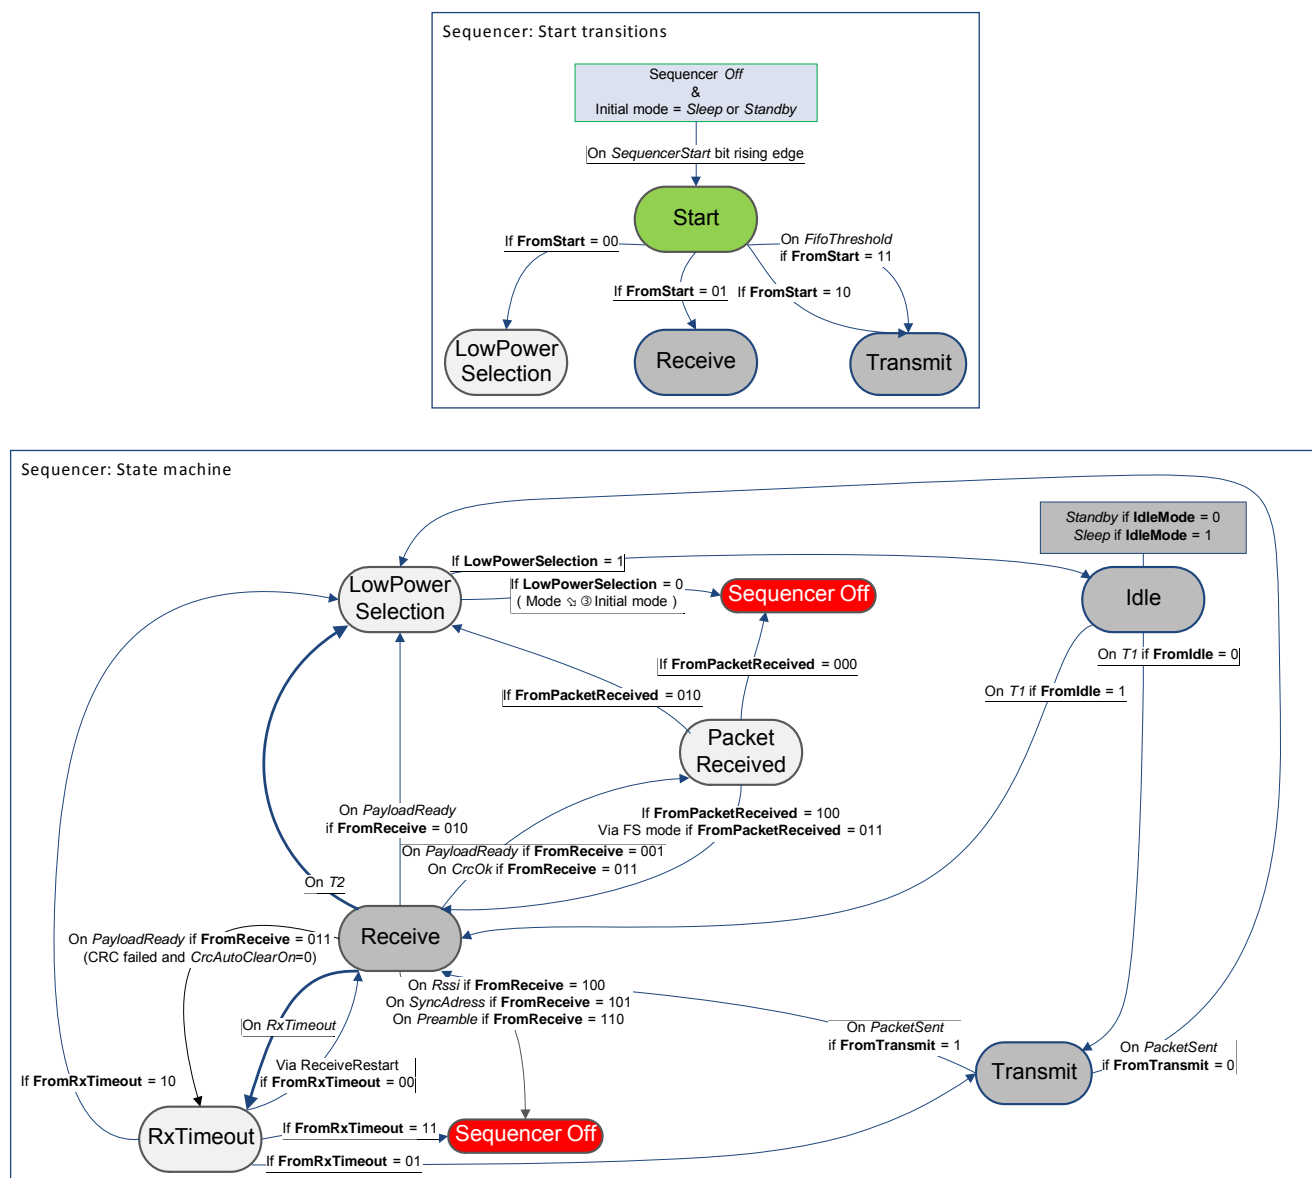 Sequencer: Start transitions
Sequencer Off
&
Initial mode = Sleep or Standby
On SequencerStart bit rising edge
Start
If FromStart = 00
On FifoThreshold
if FromStart = 11
If FromStart = 01
If FromStart = 10
LowPower
Selection
Receive
Transmit
Sequencer: State machine
Standby if IdleMode = 0
Sleep if IdleMode = 1
If LowPowerSelection = 1
LowPower
Selection
If LowPowerSelection = 0
( Mode ⇘ ③ Initial mode )
Sequencer Off
Idle
On T1 if FromIdle = 0
If FromPacketReceived = 000
On T1 if FromIdle = 1
If FromPacketReceived = 010
Packet
Received
On PayloadReady
if FromReceive = 010
If FromPacketReceived = 100
Via FS mode if FromPacketReceived = 011
On PayloadReady if FromReceive = 001
On CrcOk if FromReceive = 011
On T2
Receive
On PayloadReady if FromReceive = 011
(CRC failed and CrcAutoClearOn=0)
On Rssi if FromReceive = 100
On SyncAdress if FromReceive = 101
On Preamble if FromReceive = 110
On RxTimeout
On PacketSent
if FromTransmit = 1
On PacketSent
if FromTransmit = 0
Via ReceiveRestart
if FromRxTimeout = 00
Transmit
If FromRxTimeout = 10
RxTimeout
If FromRxTimeout = 11
Sequencer Off
If FromRxTimeout = 01